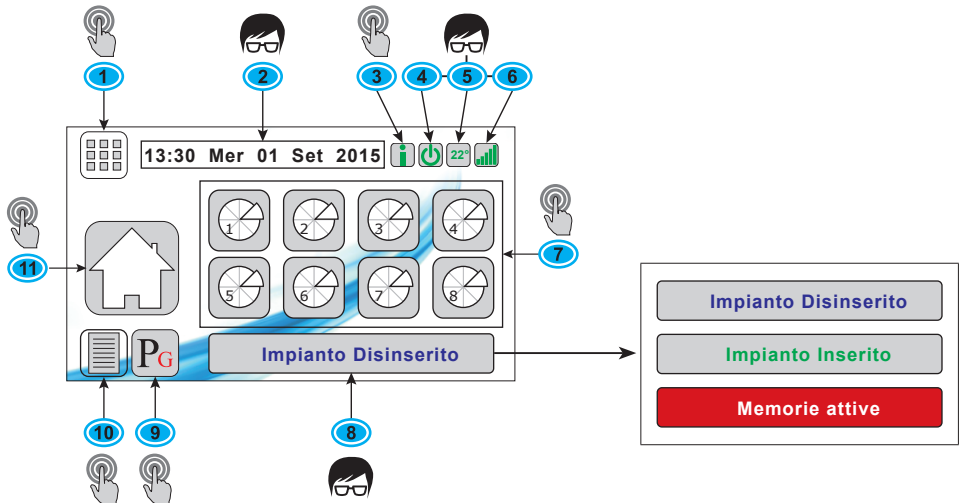 1
2
3
4
5
6
13:30 Mer 01 Set 2015
i
22°
1
2
3
4
7
11
5
6
7
8
Impianto Disinserito
PG
Impianto Disinserito
Impianto Inserito
Memorie attive
10
9
8